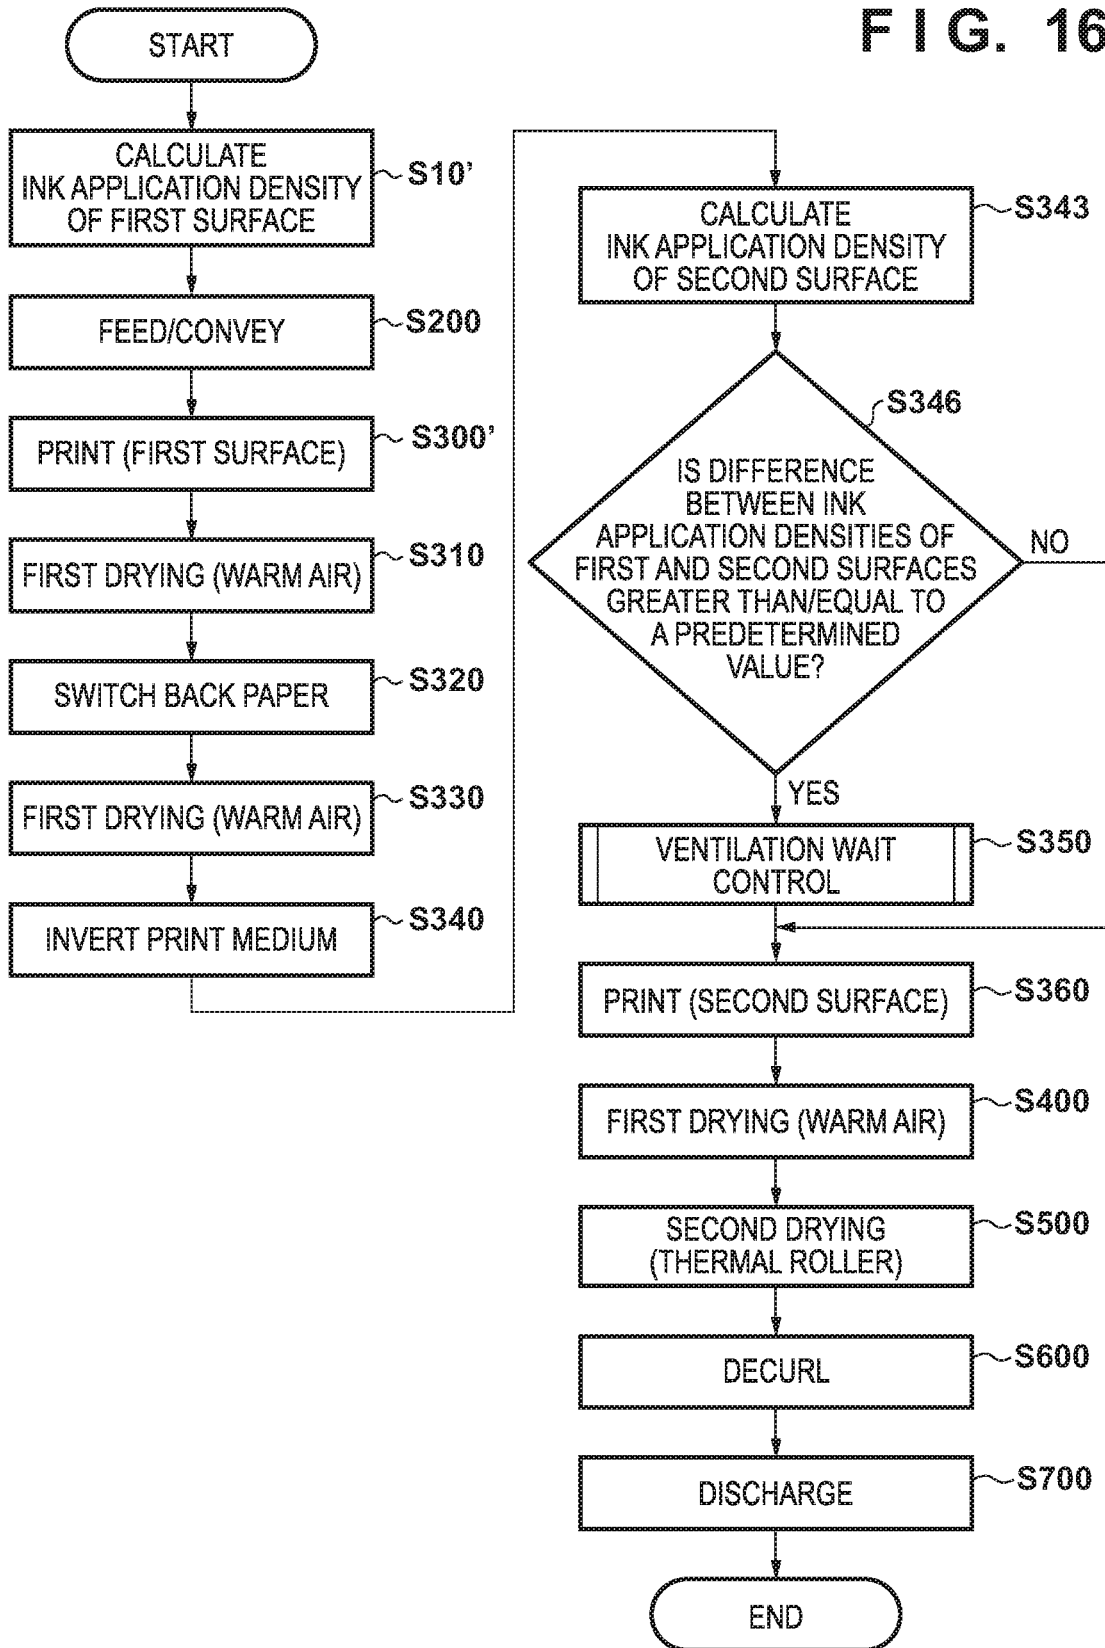 FIG. 16
START
CALCULATE
INK APPLICATION DENSITY
OF FIRST SURFACE
S10'
FEED/CONVEY
S200
PRINT (FIRST SURFACE)
S300'
FIRST DRYING (WARM AIR)
S310
SWITCH BACK PAPER
S320
FIRST DRYING (WARM AIR)
S330
INVERT PRINT MEDIUM
S340
CALCULATE
INK APPLICATION DENSITY
OF SECOND SURFACE
S343
S346
IS DIFFERENCE
BETWEEN INK
APPLICATION DENSITIES OF
FIRST AND SECOND SURFACES
GREATER THAN/EQUAL TO
A PREDETERMINED
VALUE?
NO
YES
VENTILATION WAIT
CONTROL
S350
PRINT (SECOND SURFACE)
S360
FIRST DRYING (WARM AIR)
S400
SECOND DRYING
(THERMAL ROLLER)
S500
DECURL
S600
DISCHARGE
S700
END